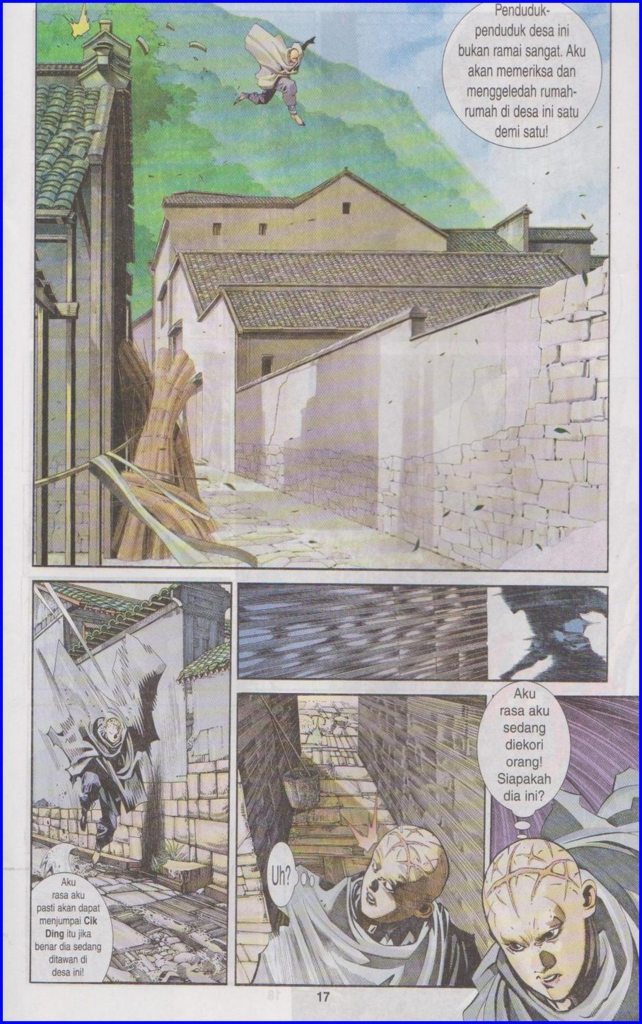 Penduduk-
penduduk desa ini
bukan ramai sangat. Aku
akan memeriksa dan
menggeledah rumah-
rumah di desa ini satu
demi satu!
Aku
rasa aku
pasti akan dapat
menjumpai Cik
Ding itu jika
benar dia sedang
ditawan di
desa ini!
Uh?
Aku
rasa aku
sedang
diekori
orang!
Siapakah
dia ini?
17